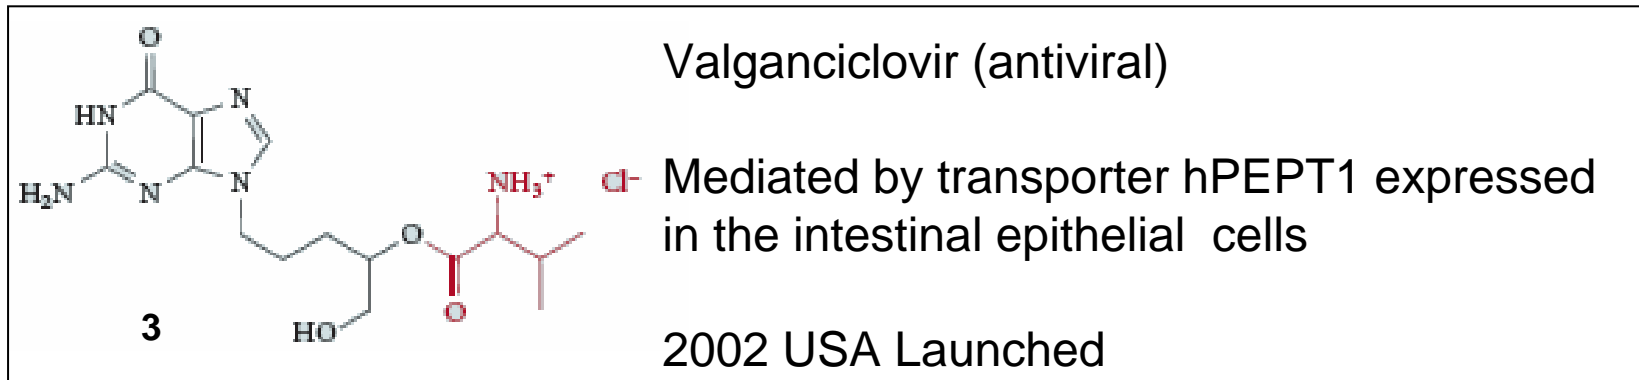 O
HN
N
H₂N
N
N
NH₃⁺
Cl⁻
O
O
HO
3
Valganciclovir (antiviral)
Mediated by transporter hPEPT1 expressed
in the intestinal epithelial cells
2002 USA Launched